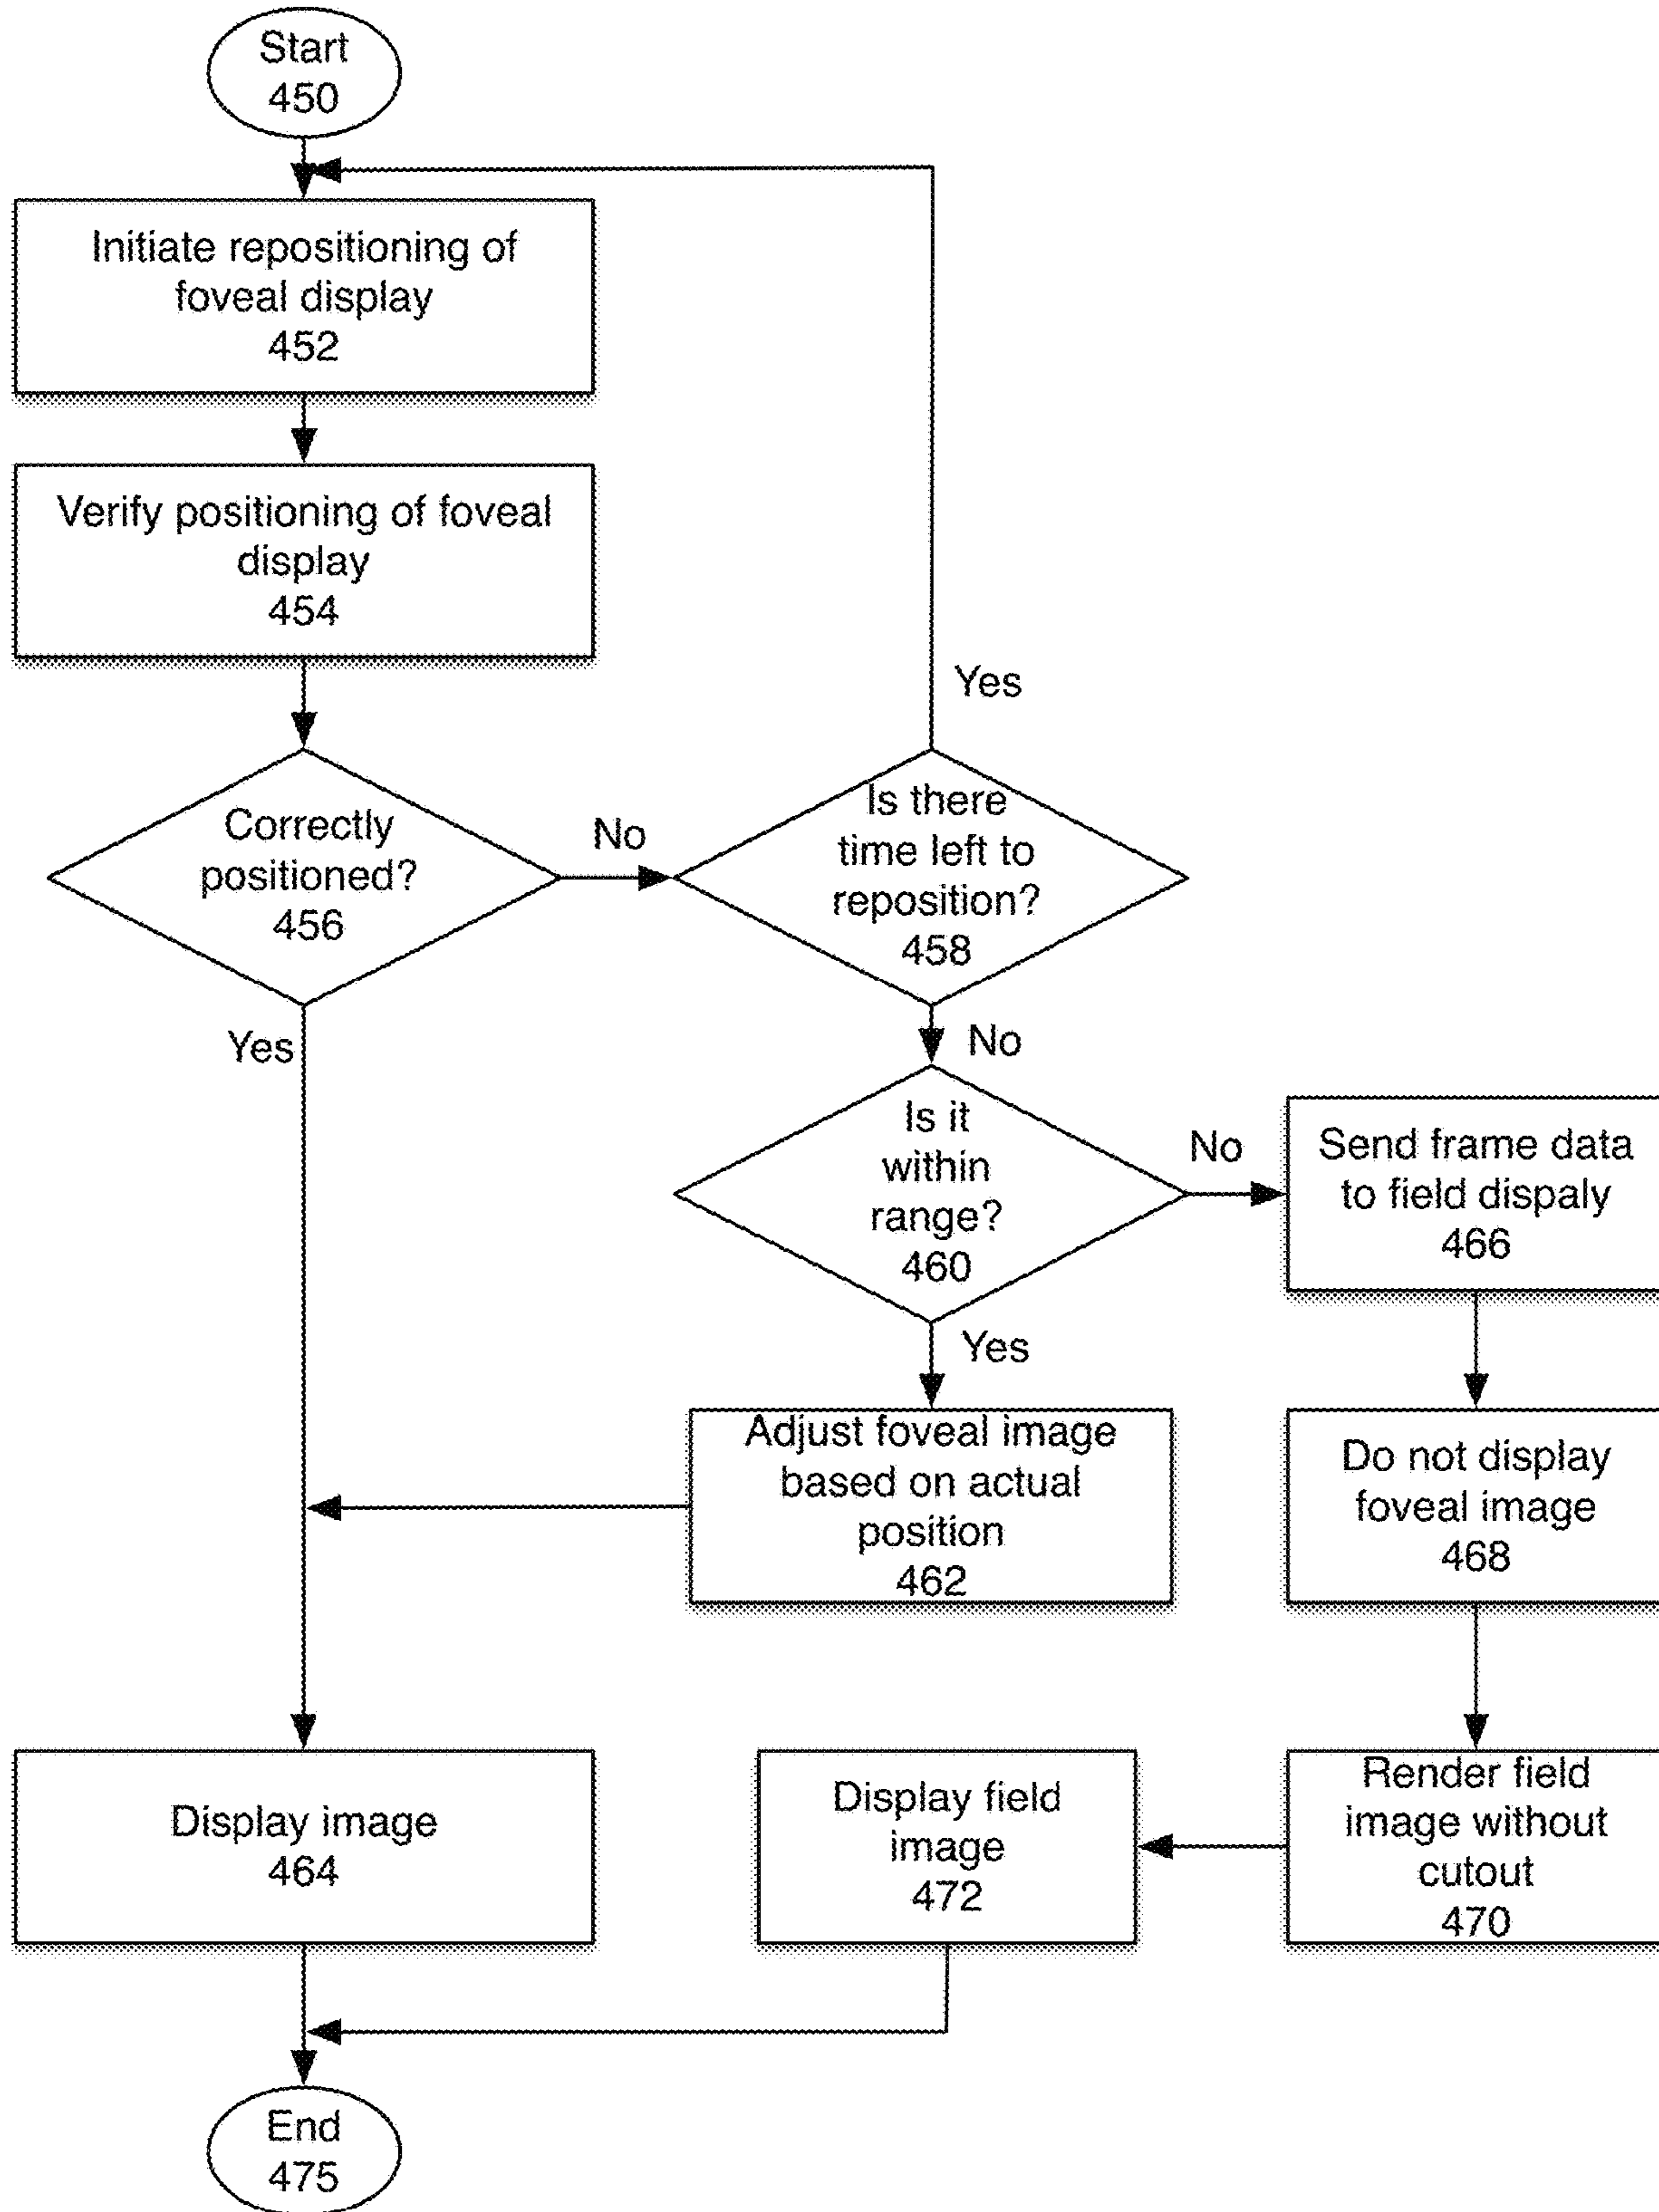 Start
450
Initiate repositioning of
foveal display
452
Verify positioning of foveal
display
454
Yes
Correctly
positioned?
456
No
Is there
time left to
reposition?
458
Yes
No
Is it
within
range?
460
No
Send frame data
to field dispaly
466
Yes
Adjust foveal image
based on actual
position
462
Do not display
foveal image
468
Display image
464
Display field
image
472
Render field
image without
cutout
470
End
475